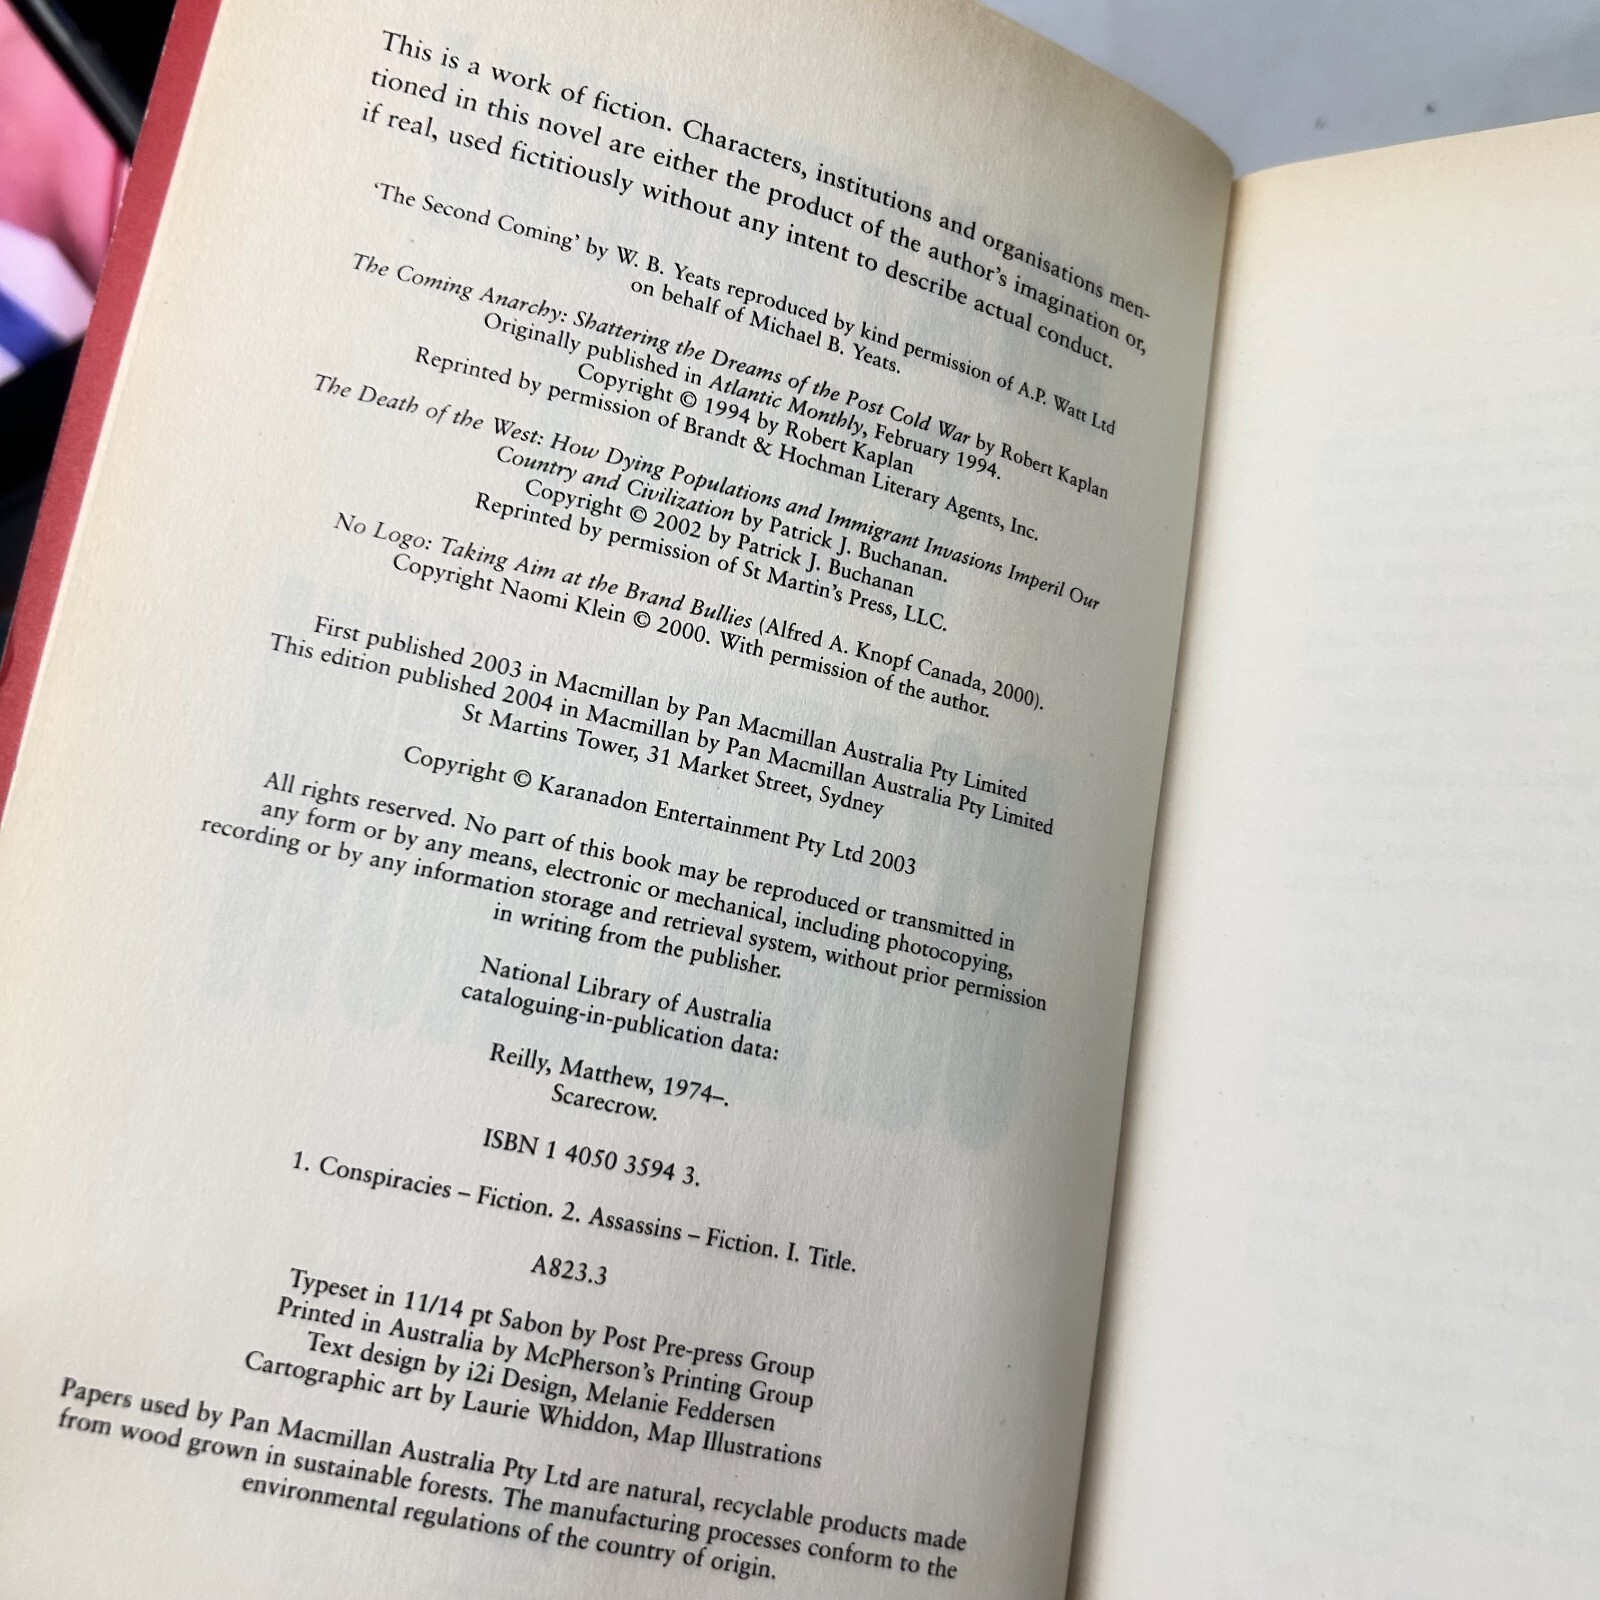 This is a work of fiction. Characters, institutions and organisations men-
tioned in this novel are either the product of the author's imagination or,
if real, used fictitiously without any intent to describe actual conduct.
'The Second Coming' by W. B. Yeats reproduced by kind permission of A.P. Watt Ltd
on behalf of Michael B. Yeats.
The Coming Anarchy: Shattering the Dreams of the Post Cold War by Robert Kaplan
Originally published in Atlantic Monthly, February 1994.
Copyright © 1994 by Robert Kaplan
Reprinted by permission of Brandt & Hochman Literary Agents, Inc.
The Death of the West: How Dying Populations and Immigrant Invasions Imperil Our
Country and Civilization by Patrick J. Buchanan.
Copyright © 2002 by Patrick J. Buchanan
Reprinted by permission of St Martin's Press, LLC.
No Logo: Taking Aim at the Brand Bullies (Alfred A. Knopf Canada, 2000).
Copyright Naomi Klein © 2000. With permission of the author.
First published 2003 in Macmillan by Pan Macmillan Australia Pty Limited
This edition published 2004 in Macmillan by Pan Macmillan Australia Pty Limited
St Martins Tower, 31 Market Street, Sydney
Copyright © Karanadon Entertainment Pty Ltd 2003
All rights reserved. No part of this book may be reproduced or transmitted in
any form or by any means, electronic or mechanical, including photocopying,
recording or by any information storage and retrieval system, without prior permission
in writing from the publisher.
National Library of Australia
cataloguing-in-publication data:
Reilly, Matthew, 1974–.
Scarecrow.
ISBN 1 4050 3594 3.
1. Conspiracies – Fiction. 2. Assassins – Fiction. I. Title.
A823.3
Typeset in 11/14 pt Sabon by Post Pre-press Group
Printed in Australia by McPherson's Printing Group
Text design by i2i Design, Melanie Feddersen
Cartographic art by Laurie Whiddon, Map Illustrations
Papers used by Pan Macmillan Australia Pty Ltd are natural, recyclable products made
from wood grown in sustainable forests. The manufacturing processes conform to the
environmental regulations of the country of origin.